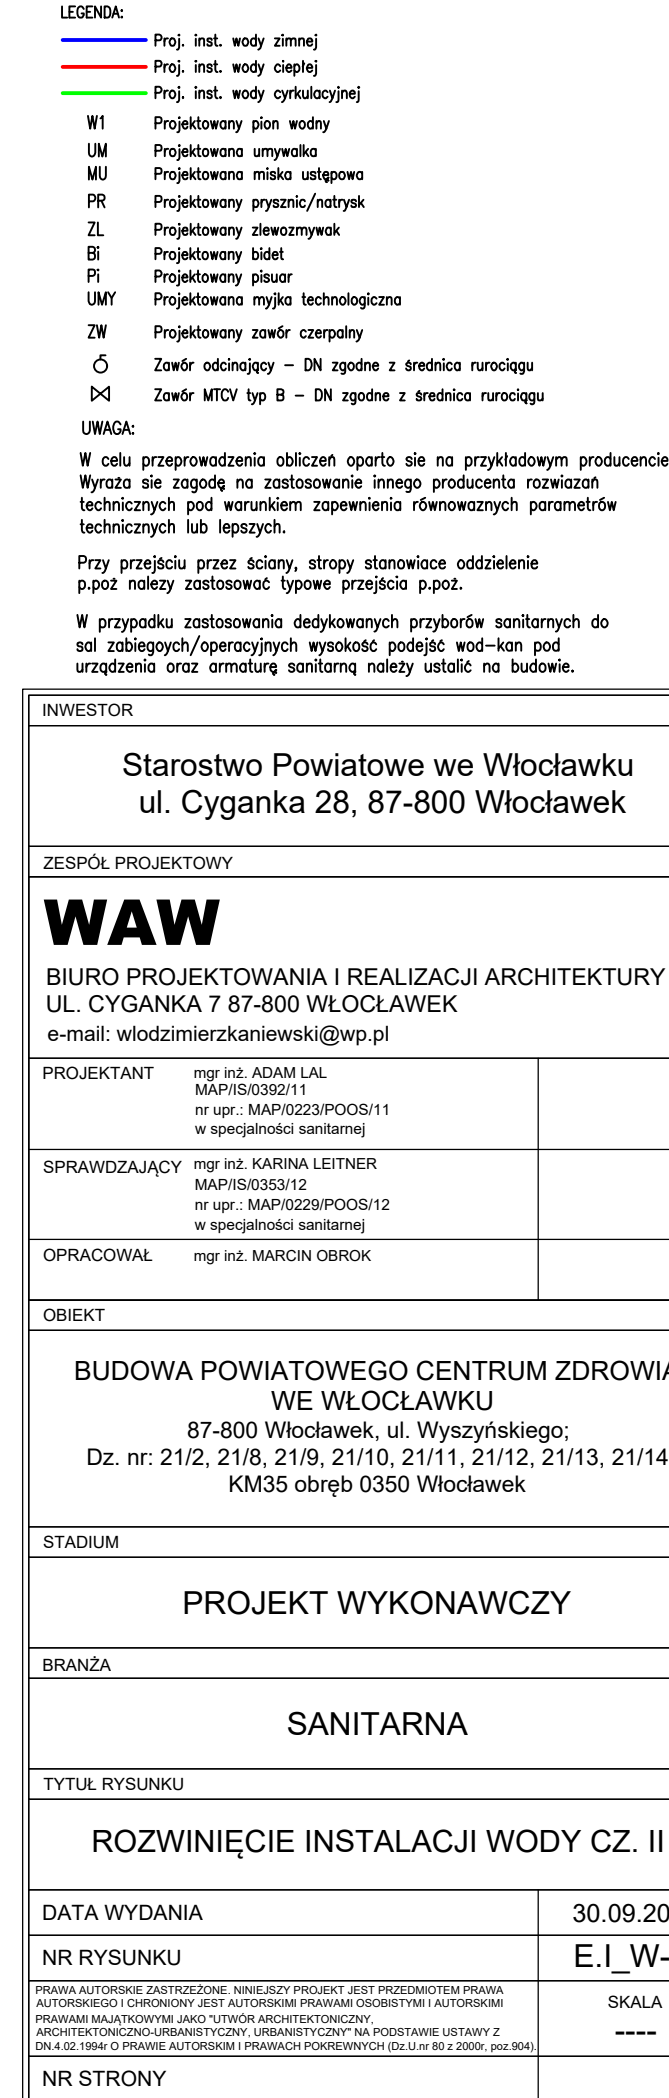 LEGENDA:
Proj. inst. wody zimnej
Proj. inst. wody ciepłej
Proj. inst. wody cyrkulacyjnej
W1 Projektowany pion wodny
UM Projektowana umywalka
MU Projektowana miska ustępowa
PR Projektowany prysznic/natrysk
ZL Projektowany zlewozmywak
Bi Projektowany bidet
Pi Projektowany pisuar
UMY Projektowana myjka technologiczna
ZW Projektowany zawór czerpalny
Zawór odcinający – DN zgodne z średnica rurociągu
Zawór MTCV typ B – DN zgodne z średnica rurociągu
UWAGA:
W celu przeprowadzenia obliczeń oparto sie na przykładowym producencie
Wyraża sie zagodę na zastosowanie innego producenta rozwiazań
technicznych pod warunkiem zapewnienia równowaznych parametrów
technicznych lub lepszych.
Przy przejściu przez ściany, stropy stanowiace oddzielenie
p.poż nalezy zastosować typowe przejścia p.poż.
W przypadku zastosowania dedykowanych przyborów sanitarnych do
sal zabiegoych/operacyjnych wysokość podejść wod–kan pod
urządzenia oraz armaturę sanitarną należy ustalić na budowie.
INWESTOR
Starostwo Powiatowe we Włocławku
ul. Cyganka 28, 87-800 Włocławek
ZESPÓŁ PROJEKTOWY
WAW
BIURO PROJEKTOWANIA I REALIZACJI ARCHITEKTURY
UL. CYGANKA 7 87-800 WŁOCŁAWEK
e-mail: wlodzimierzkaniewski@wp.pl
PROJEKTANT mgr inż. ADAM LAL
MAP/IS/0392/11
nr upr.: MAP/0223/POOS/11
w specjalności sanitarnej
SPRAWDZAJĄCY mgr inż. KARINA LEITNER
MAP/IS/0353/12
nr upr.: MAP/0229/POOS/12
w specjalności sanitarnej
OPRACOWAŁ mgr inż. MARCIN OBROK
OBIEKT
BUDOWA POWIATOWEGO CENTRUM ZDROWIA
WE WŁOCŁAWKU
87-800 Włocławek, ul. Wyszyńskiego;
Dz. nr: 21/2, 21/8, 21/9, 21/10, 21/11, 21/12, 21/13, 21/14
KM35 obręb 0350 Włocławek
STADIUM
PROJEKT WYKONAWCZY
BRANŻA
SANITARNA
TYTUŁ RYSUNKU
ROZWINIĘCIE INSTALACJI WODY CZ. II
DATA WYDANIA 30.09.20
NR RYSUNKU E.I_W-
PRAWA AUTORSKIE ZASTRZEŻONE. NINIEJSZY PROJEKT JEST PRZEDMIOTEM PRAWA
AUTORSKIEGO I CHRONIONY JEST AUTORSKIMI PRAWAMI OSOBISTYMI I AUTORSKIMI
PRAWAMI MAJĄTKOWYMI JAKO "UTWÓR ARCHITEKTONICZNY,
ARCHITEKTONICZNO-URBANISTYCZNY, URBANISTYCZNY" NA PODSTAWIE USTAWY Z
DN.4.02.1994r O PRAWIE AUTORSKIM I PRAWACH POKREWNYCH (Dz.U.nr 80 z 2000r, poz.904).
SKALA
----
NR STRONY